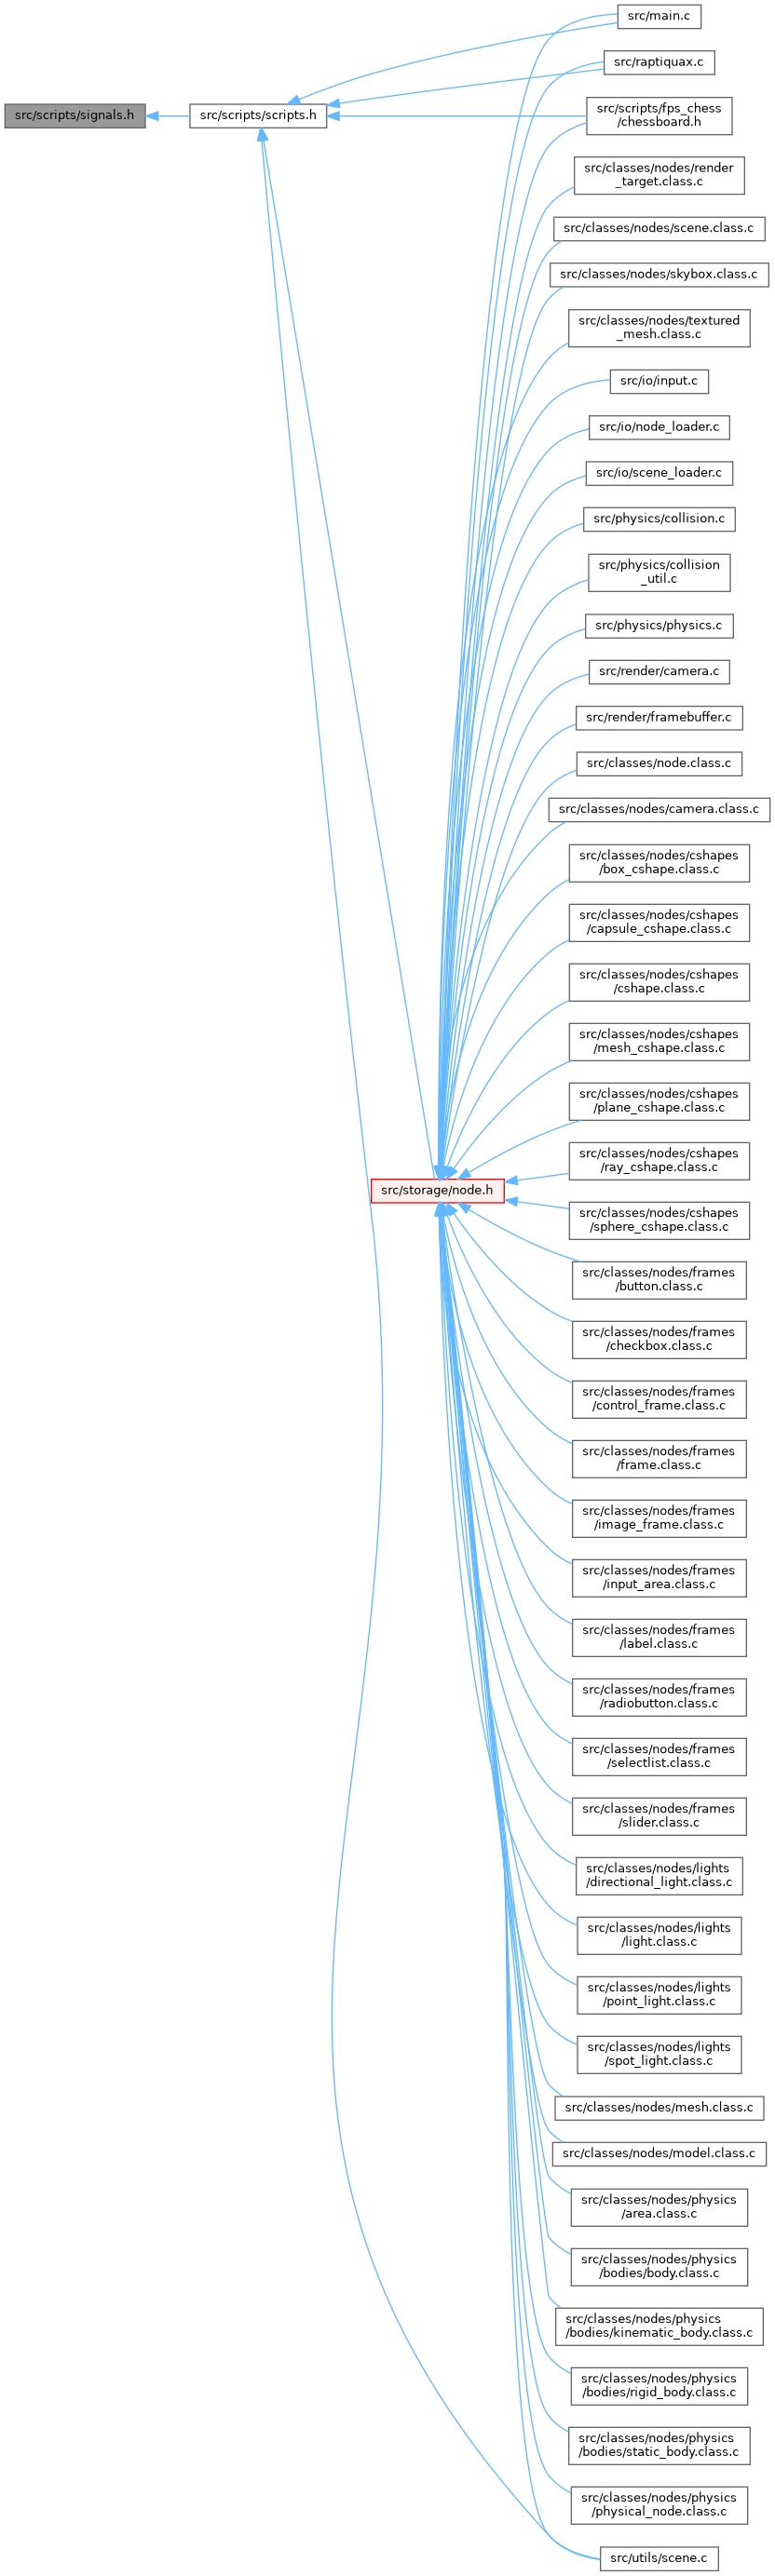 src/main.c
src/raptiquax.c
src/scripts/signals.h
src/scripts/scripts.h
src/scripts/fps_chess
/chessboard.h
src/classes/nodes/render
_target.class.c
src/classes/nodes/scene.class.c
src/classes/nodes/skybox.class.c
src/classes/nodes/textured
_mesh.class.c
src/io/input.c
src/io/node_loader.c
src/io/scene_loader.c
src/physics/collision.c
src/physics/collision
_util.c
src/physics/physics.c
src/render/camera.c
src/render/framebuffer.c
src/classes/node.class.c
src/classes/nodes/camera.class.c
src/classes/nodes/cshapes
/box_cshape.class.c
src/classes/nodes/cshapes
/capsule_cshape.class.c
src/classes/nodes/cshapes
/cshape.class.c
src/classes/nodes/cshapes
/mesh_cshape.class.c
src/classes/nodes/cshapes
/plane_cshape.class.c
src/classes/nodes/cshapes
/ray_cshape.class.c
src/storage/node.h
src/classes/nodes/cshapes
/sphere_cshape.class.c
src/classes/nodes/frames
/button.class.c
src/classes/nodes/frames
/checkbox.class.c
src/classes/nodes/frames
/control_frame.class.c
src/classes/nodes/frames
/frame.class.c
src/classes/nodes/frames
/image_frame.class.c
src/classes/nodes/frames
/input_area.class.c
src/classes/nodes/frames
/label.class.c
src/classes/nodes/frames
/radiobutton.class.c
src/classes/nodes/frames
/selectlist.class.c
src/classes/nodes/frames
/slider.class.c
src/classes/nodes/lights
/directional_light.class.c
src/classes/nodes/lights
/light.class.c
src/classes/nodes/lights
/point_light.class.c
src/classes/nodes/lights
/spot_light.class.c
src/classes/nodes/mesh.class.c
src/classes/nodes/model.class.c
src/classes/nodes/physics
/area.class.c
src/classes/nodes/physics
/bodies/body.class.c
src/classes/nodes/physics
/bodies/kinematic_body.class.c
src/classes/nodes/physics
/bodies/rigid_body.class.c
src/classes/nodes/physics
/bodies/static_body.class.c
src/classes/nodes/physics
/physical_node.class.c
src/utils/scene.c